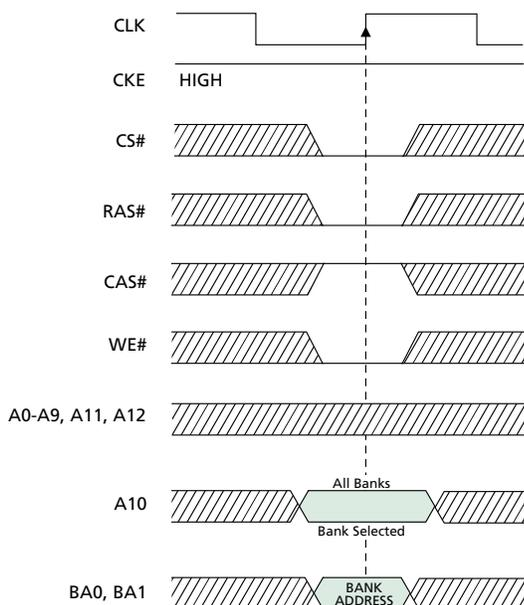 CLK
CKE HIGH
CS#
RAS#
CAS#
WE#
A0-A9, A11, A12
All Banks
A10
Bank Selected
BA0, BA1 BANK
ADDRESS